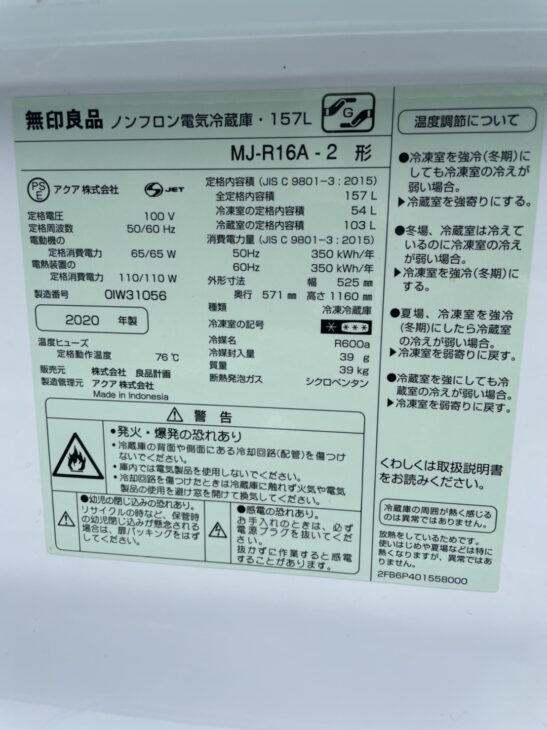 無印良品 ノンフロン電気冷蔵庫・157L
G
MJ-R16A - 2 形
PS
E
アクア 株式会社
JET
定格電圧 100 V
定格周波数 50/60 Hz
電動機の
定格消費電力 65/65 W
電熱装置の
定格消費電力 110/110 W
製造番号 0IW31056
2020 年製
温度ヒューズ
定格動作温度 76℃
販売元 株式会社 良品計画
製造管理元 アクア 株式会社
Made in Indonesia
定格内容積 (JIS C 9801-3 : 2015)
全定格内容積 157 L
冷凍室の定格内容積 54 L
冷蔵室の定格内容積 103 L
消費電力量 (JIS C 9801-3 : 2015)
50Hz 350 kWh/年
60Hz 350 kWh/年
外形寸法 幅 525 mm
奥行 571 mm 高さ 1160 mm
種類 冷凍冷蔵庫
冷凍室の記号
冷媒名 R600a
冷媒封入量 39 g
質量 39 kg
断熱発泡ガス シクロペンタン
警告
・発火・爆発の恐れあり
・冷蔵庫の背面や側面にある冷却回路(配管)を傷つけ
ないでください。
・庫内では電気製品を使用しないでください。
・冷却回路を傷つけたときは冷蔵庫に触れず火気や電気
製品の使用を避け窓を開けて換気してください。
●幼児の閉じ込めの恐れあり。
リサイクルの時など、保管時
の幼児閉じ込めが懸念される
場合は、扉パッキングをはず
してください。
●感電の恐れあり。
お手入れのときは、必ず
電源プラグを抜いてくだ
さい。
抜かずに作業すると感電
することがあります。
温度調節について
●冷凍室を強冷(冬期)に
しても冷凍室の冷えが
弱い場合。
▶冷蔵室を強寄りにする。
●冬場、冷蔵室は冷えて
いるのに冷凍室の冷え
が弱い場合。
▶冷凍室を強冷(冬期)に
する。
●夏場、冷凍室を強冷
(冬期)にしたら冷蔵室
の冷えが弱い場合。
▶冷凍室を弱寄りに戻す。
●冷蔵室を強にしても冷
蔵室の冷えが弱い場合。
▶冷凍室を弱寄りに戻す。
くわしくは取扱説明書
をお読みください。
冷蔵庫の周囲が熱く感じる
のは異常ではありません。
放熱をしているためです。
使いはじめや夏場などは特に
熱くなりますが、異常ではあ
りません。
2FB6P401558000